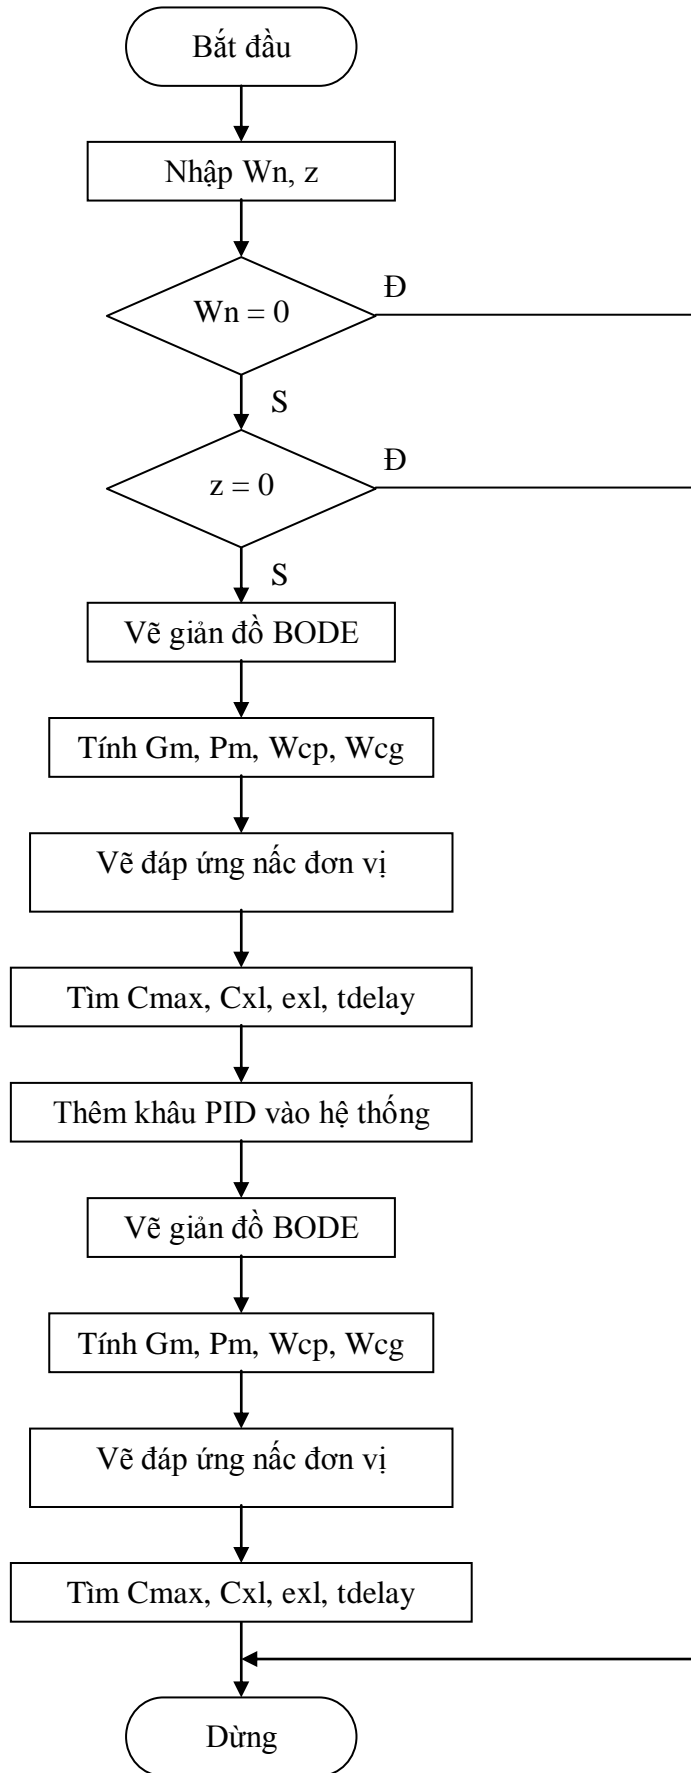 Bắt đầu
Nhập Wn, z
Đ
Wn = 0
S
Đ
z = 0
S
Vẽ giản đồ BODE
Tính Gm, Pm, Wcp, Wcg
Vẽ đáp ứng nấc đơn vị
Tìm Cmax, Cxl, exl, tdelay
Thêm khâu PID vào hệ thống
Vẽ giản đồ BODE
Tính Gm, Pm, Wcp, Wcg
Vẽ đáp ứng nấc đơn vị
Tìm Cmax, Cxl, exl, tdelay
Dừng